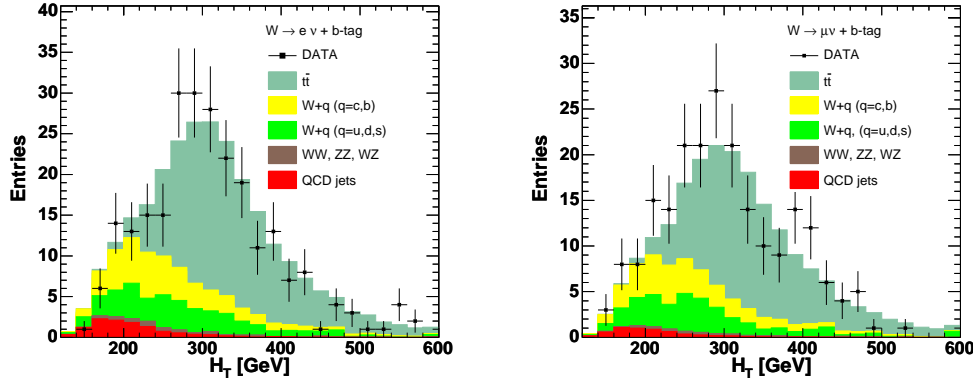 W → e ν + b-tag
DATA
tt̄
W+q (q=c,b)
W+q (q=u,d,s)
WW, ZZ, WZ
QCD jets
Entries
40
35
30
25
20
15
10
5
0
200 300 400 500 600
H_T [GeV]
W → μν + b-tag
DATA
tt̄
W+q (q=c,b)
W+q, (q=u,d,s)
WW, ZZ, WZ
QCD jets
Entries
35
30
25
20
15
10
5
0
200 300 400 500 600
H_T [GeV]